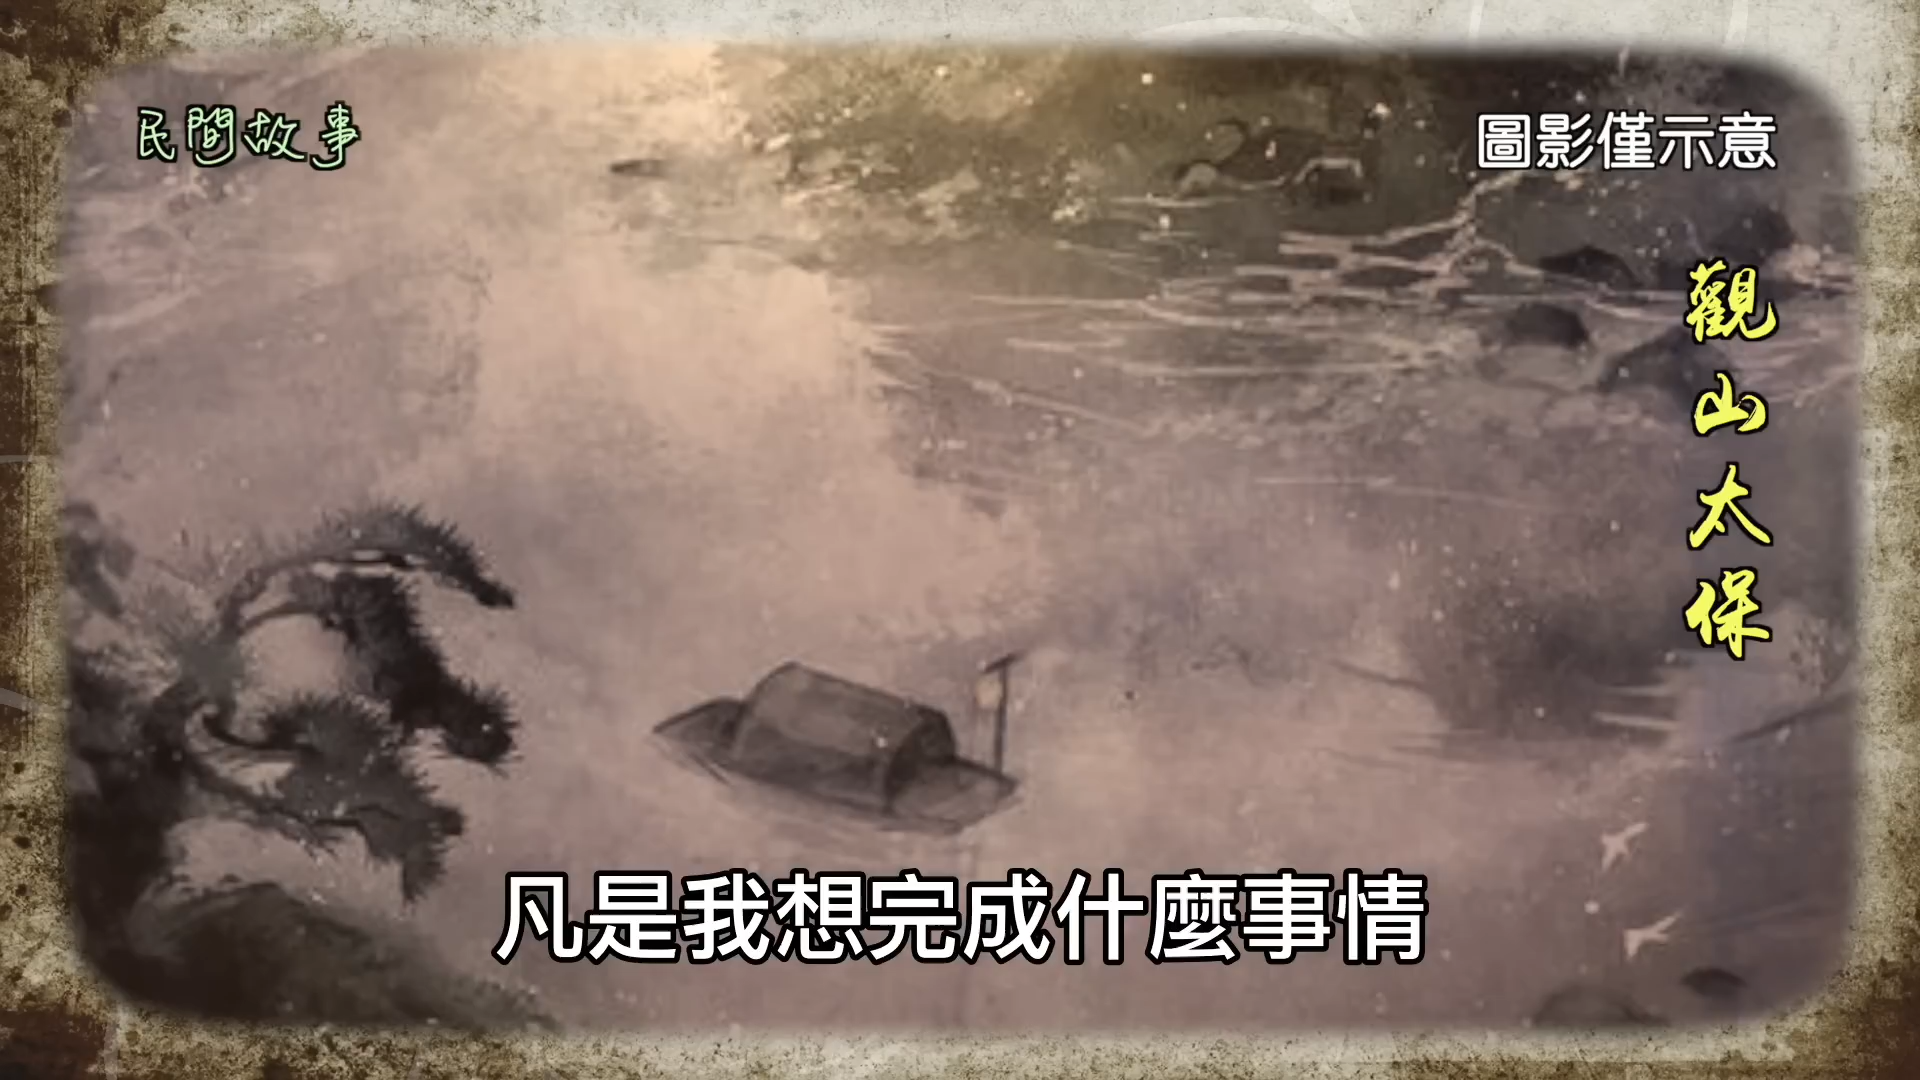 民間故事
圖影僅示意
觀山太保
凡是我想完成什麼事情